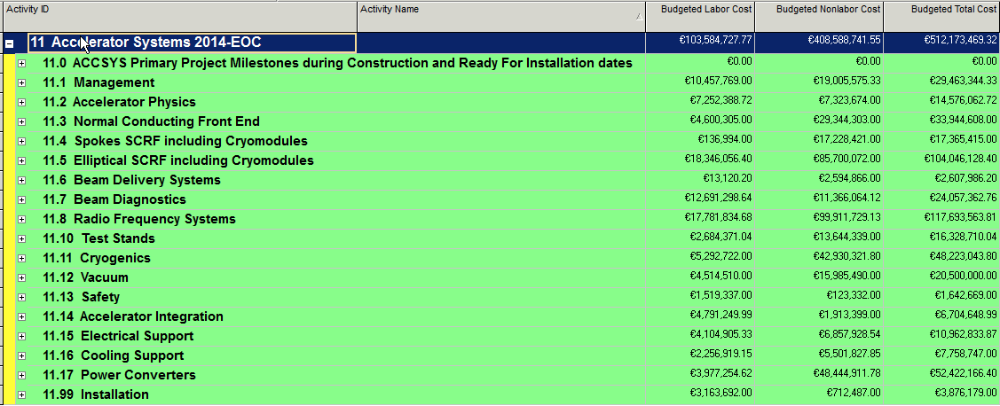 Activity ID Activity Name Budgeted Labor Cost Budgeted Nonlabor Cost Budgeted Total Cost
11 Accelerator Systems 2014-EOC €103,584,727.77 €408,588,741.55 €512,173,469.32
11.0 ACCSYS Primary Project Milestones during Construction and Ready For Installation dates €0.00 €0.00 €0.00
11.1 Management €10,457,769.00 €19,005,575.33 €29,463,344.33
11.2 Accelerator Physics €7,252,388.72 €7,323,674.00 €14,576,062.72
11.3 Normal Conducting Front End €4,600,305.00 €29,344,303.00 €33,944,608.00
11.4 Spokes SCRF including Cryomodules €136,994.00 €17,228,421.00 €17,365,415.00
11.5 Elliptical SCRF including Cryomodules €18,346,056.40 €85,700,072.00 €104,046,128.40
11.6 Beam Delivery Systems €13,120.20 €2,594,866.00 €2,607,986.20
11.7 Beam Diagnostics €12,691,298.64 €11,366,064.12 €24,057,362.76
11.8 Radio Frequency Systems €17,781,834.68 €99,911,729.13 €117,693,563.81
11.10 Test Stands €2,684,371.04 €13,644,339.00 €16,328,710.04
11.11 Cryogenics €5,292,722.00 €42,930,321.80 €48,223,043.80
11.12 Vacuum €4,514,510.00 €15,985,490.00 €20,500,000.00
11.13 Safety €1,519,337.00 €123,332.00 €1,642,669.00
11.14 Accelerator Integration €4,791,249.99 €1,913,399.00 €6,704,648.99
11.15 Electrical Support €4,104,905.33 €6,857,928.54 €10,962,833.87
11.16 Cooling Support €2,256,919.15 €5,501,827.85 €7,758,747.00
11.17 Power Converters €3,977,254.62 €48,444,911.78 €52,422,166.40
11.99 Installation €3,163,692.00 €712,487.00 €3,876,179.00